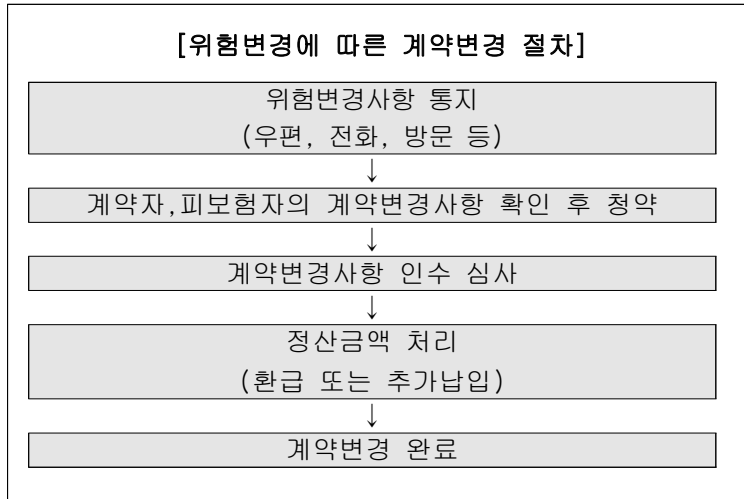 [위험변경에 따른 계약변경 절차]
위험변경사항 통지
(우편, 전화, 방문 등)
↓
계약자,피보험자의 계약변경사항 확인 후 청약
↓
계약변경사항 인수 심사
↓
정산금액 처리
(환급 또는 추가납입)
↓
계약변경 완료